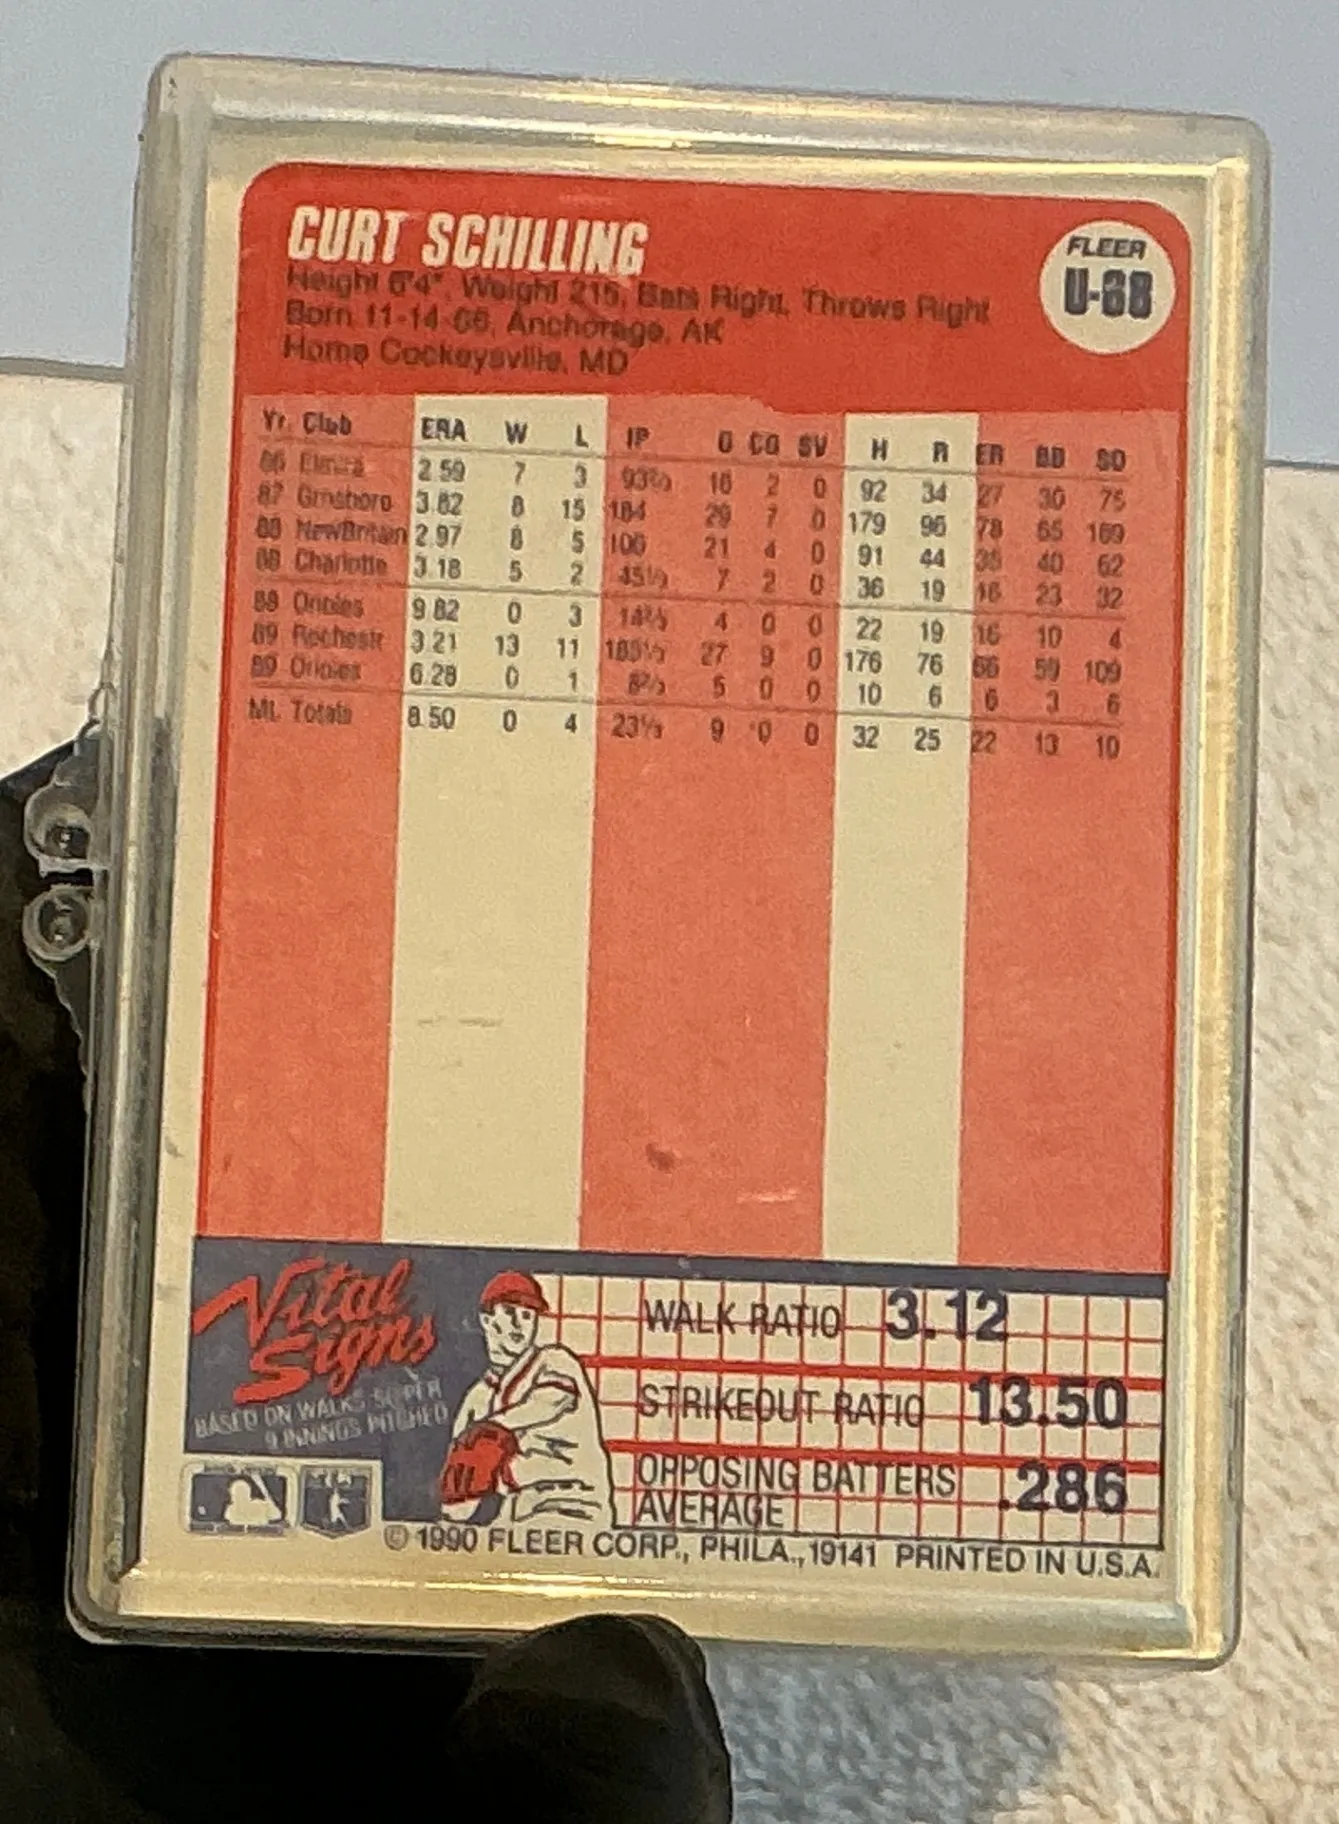 CURT SCHILLING
FLEER
U-68
Height 6'4", Weight 215, Bats Right, Throws Right
Born 11-14-66, Anchorage, AK
Home Cockeysville, MD
Yr. Club ERA W L IP G CG SV H R ER BB SO
86 Elmira 2.59 7 3 93⅔ 16 2 0 92 34 27 30 75
87 Grnsboro 3.82 8 15 184 29 7 0 179 96 78 65 169
88 NewBritain 2.97 8 5 106 21 4 0 91 44 35 40 62
88 Charlotte 3.18 5 2 45⅓ 7 2 0 36 19 16 23 32
88 Orioles 9.82 0 3 14⅔ 4 0 0 22 19 16 10 4
89 Rochestr 3.21 13 11 185⅓ 27 9 0 176 76 66 59 109
89 Orioles 6.28 0 1 8⅔ 5 0 0 10 6 6 3 6
ML Totals 8.50 0 4 23⅓ 9 0 0 32 25 22 13 10
Vital
Signs
BASED ON WALKS, SO PER
9 INNINGS PITCHED
WALK RATIO 3.12
STRIKEOUT RATIO 13.50
OPPOSING BATTERS
AVERAGE .286
© 1990 FLEER CORP., PHILA., 19141 PRINTED IN U.S.A.